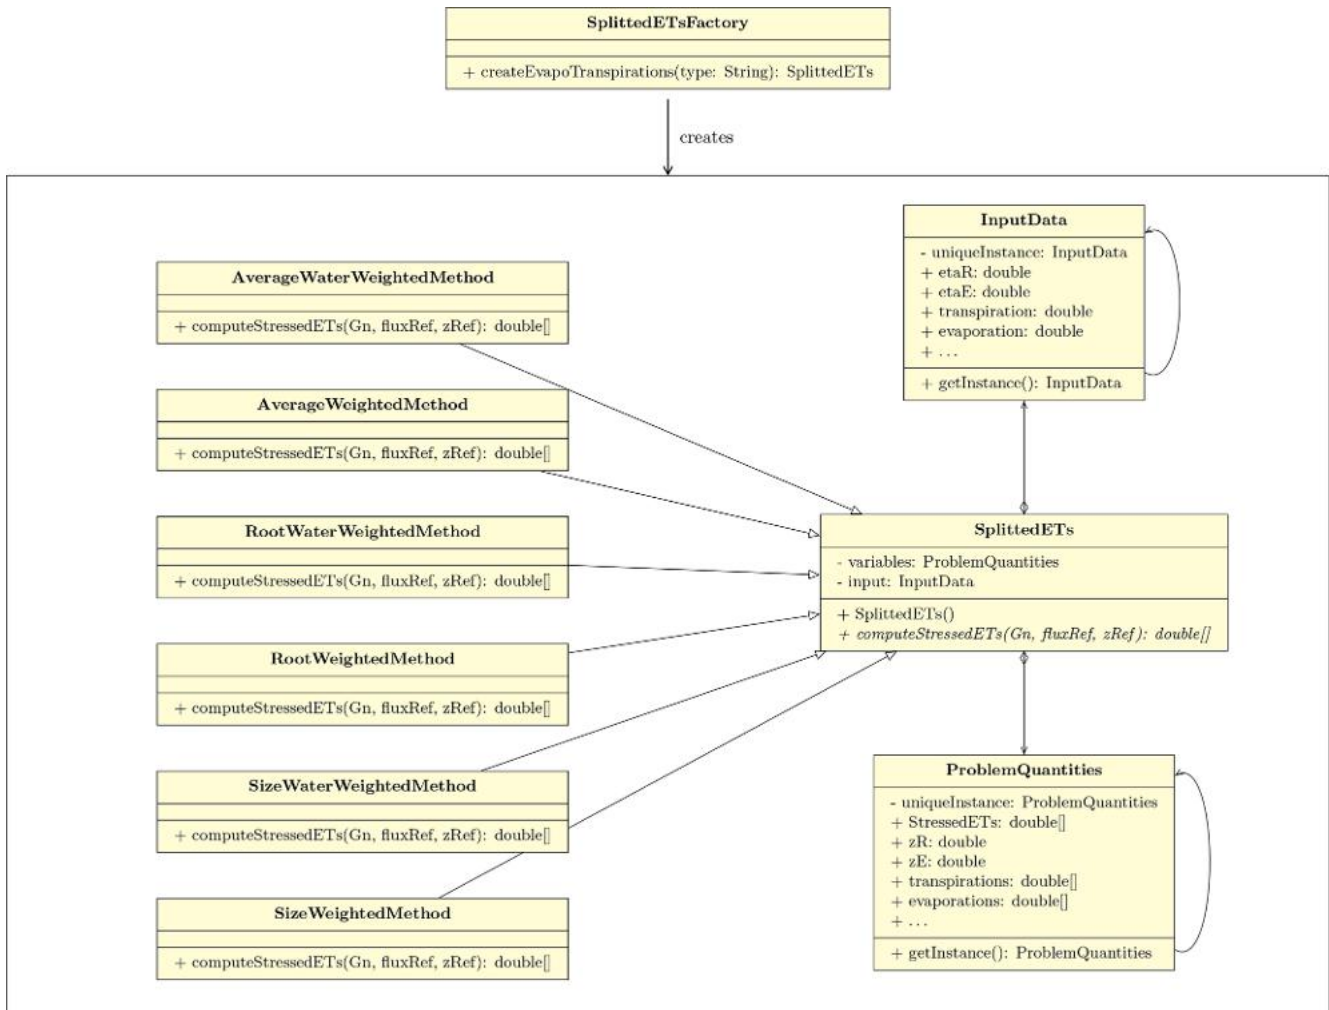 SplittedETsFactory
+ createEvapoTranspirations(type: String): SplittedETs
creates
AverageWaterWeightedMethod
+ computeStressedETs(Gn, fluxRef, zRef): double[]
AverageWeightedMethod
+ computeStressedETs(Gn, fluxRef, zRef): double[]
RootWaterWeightedMethod
+ computeStressedETs(Gn, fluxRef, zRef): double[]
RootWeightedMethod
+ computeStressedETs(Gn, fluxRef, zRef): double[]
SizeWaterWeightedMethod
+ computeStressedETs(Gn, fluxRef, zRef): double[]
SizeWeightedMethod
+ computeStressedETs(Gn, fluxRef, zRef): double[]
InputData
- uniqueInstance: InputData
+ etaR: double
+ etaE: double
+ transpiration: double
+ evaporation: double
+ ...
+ getInstance(): InputData
SplittedETs
- variables: ProblemQuantities
- input: InputData
+ SplittedETs()
+ computeStressedETs(Gn, fluxRef, zRef): double[]
ProblemQuantities
- uniqueInstance: ProblemQuantities
+ StressedETs: double[]
+ zR: double
+ zE: double
+ transpirations: double[]
+ evaporations: double[]
+ ...
+ getInstance(): ProblemQuantities